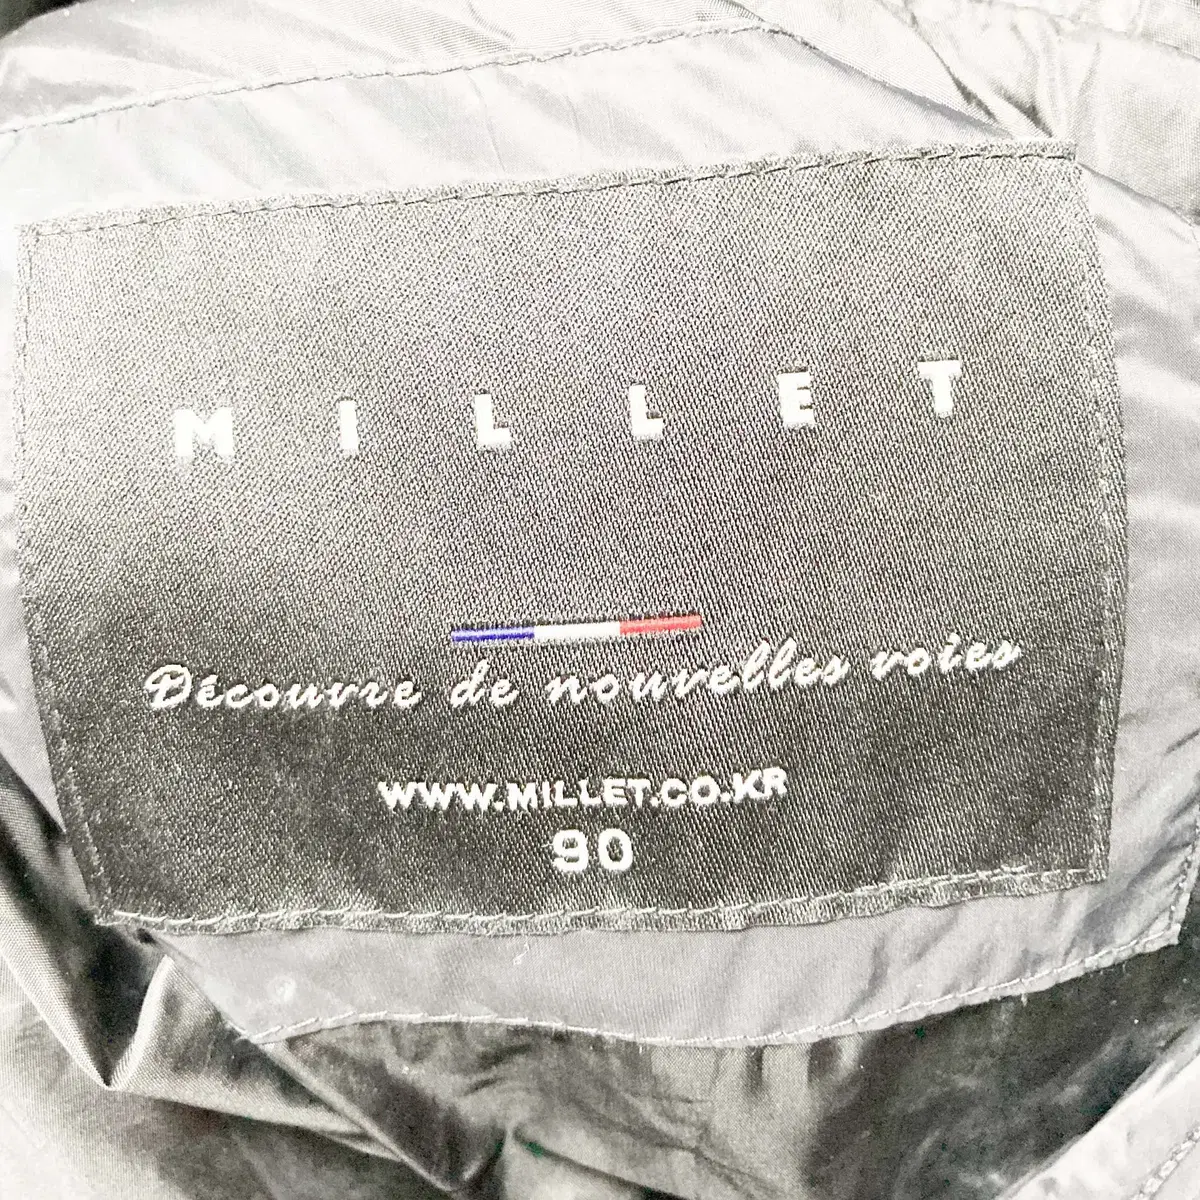 MILLET
Découvre de nouvelles voies
WWW.MILLET.CO.KR
90